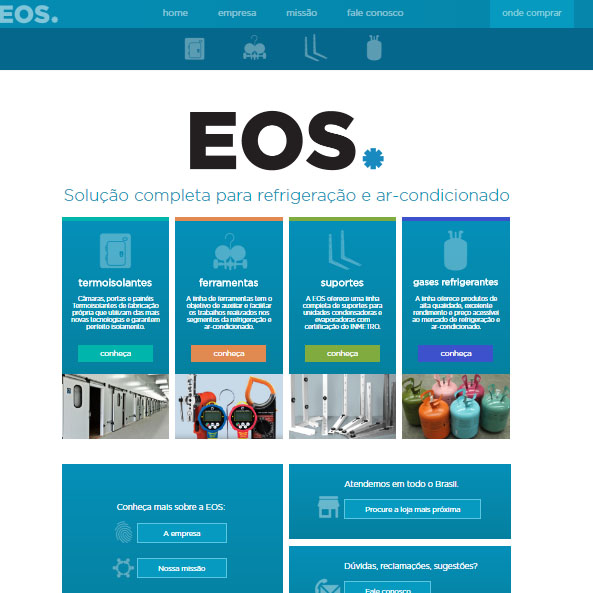 EOS.
home empresa missão fale conosco onde comprar
EOS.
Solução completa para refrigeração e ar-condicionado
termoisolantes
Câmaras, portas e painéis
Termoisolantes de fabricação
própria que utilizam das mais
novas tecnologias e garantem
perfeito isolamento.
conheça
ferramentas
A linha de ferramentas tem o
objetivo de auxiliar e facilitar
os trabalhos realizados nos
segmentos da refrigeração e
ar-condicionado.
conheça
suportes
A EOS oferece uma linha
completa de suportes para
unidades condensadoras e
evaporadoras com
certificação do INMETRO.
conheça
gases refrigerantes
A linha oferece produtos de
alta qualidade, excelente
rendimento e preço acessível
ao mercado de refrigeração e
ar-condicionado.
conheça
Conheça mais sobre a EOS:
A empresa
Nossa missão
Atendemos em todo o Brasil.
Procure a loja mais próxima
Dúvidas, reclamações, sugestões?
Fale conosco